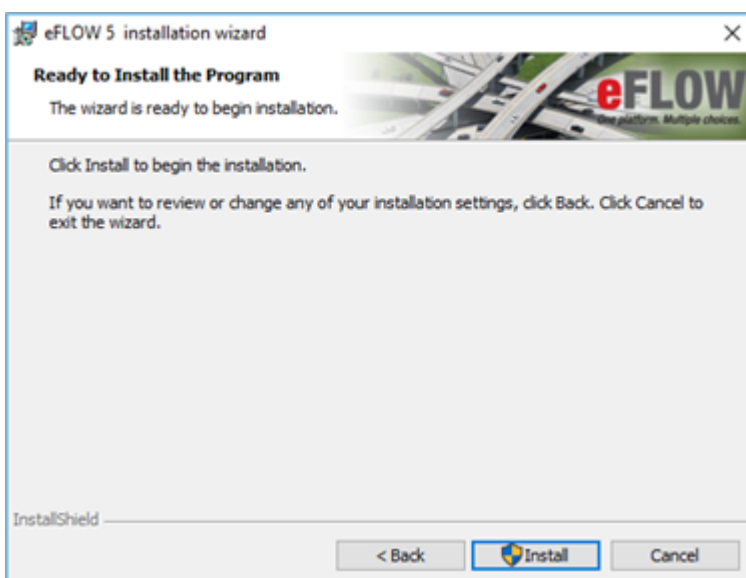 eFLOW 5 installation wizard
Ready to Install the Program
The wizard is ready to begin installation.
eFLOW
One platform. Multiple choices.
Click Install to begin the installation.
If you want to review or change any of your installation settings, click Back. Click Cancel to
exit the wizard.
InstallShield
< Back
Install
Cancel